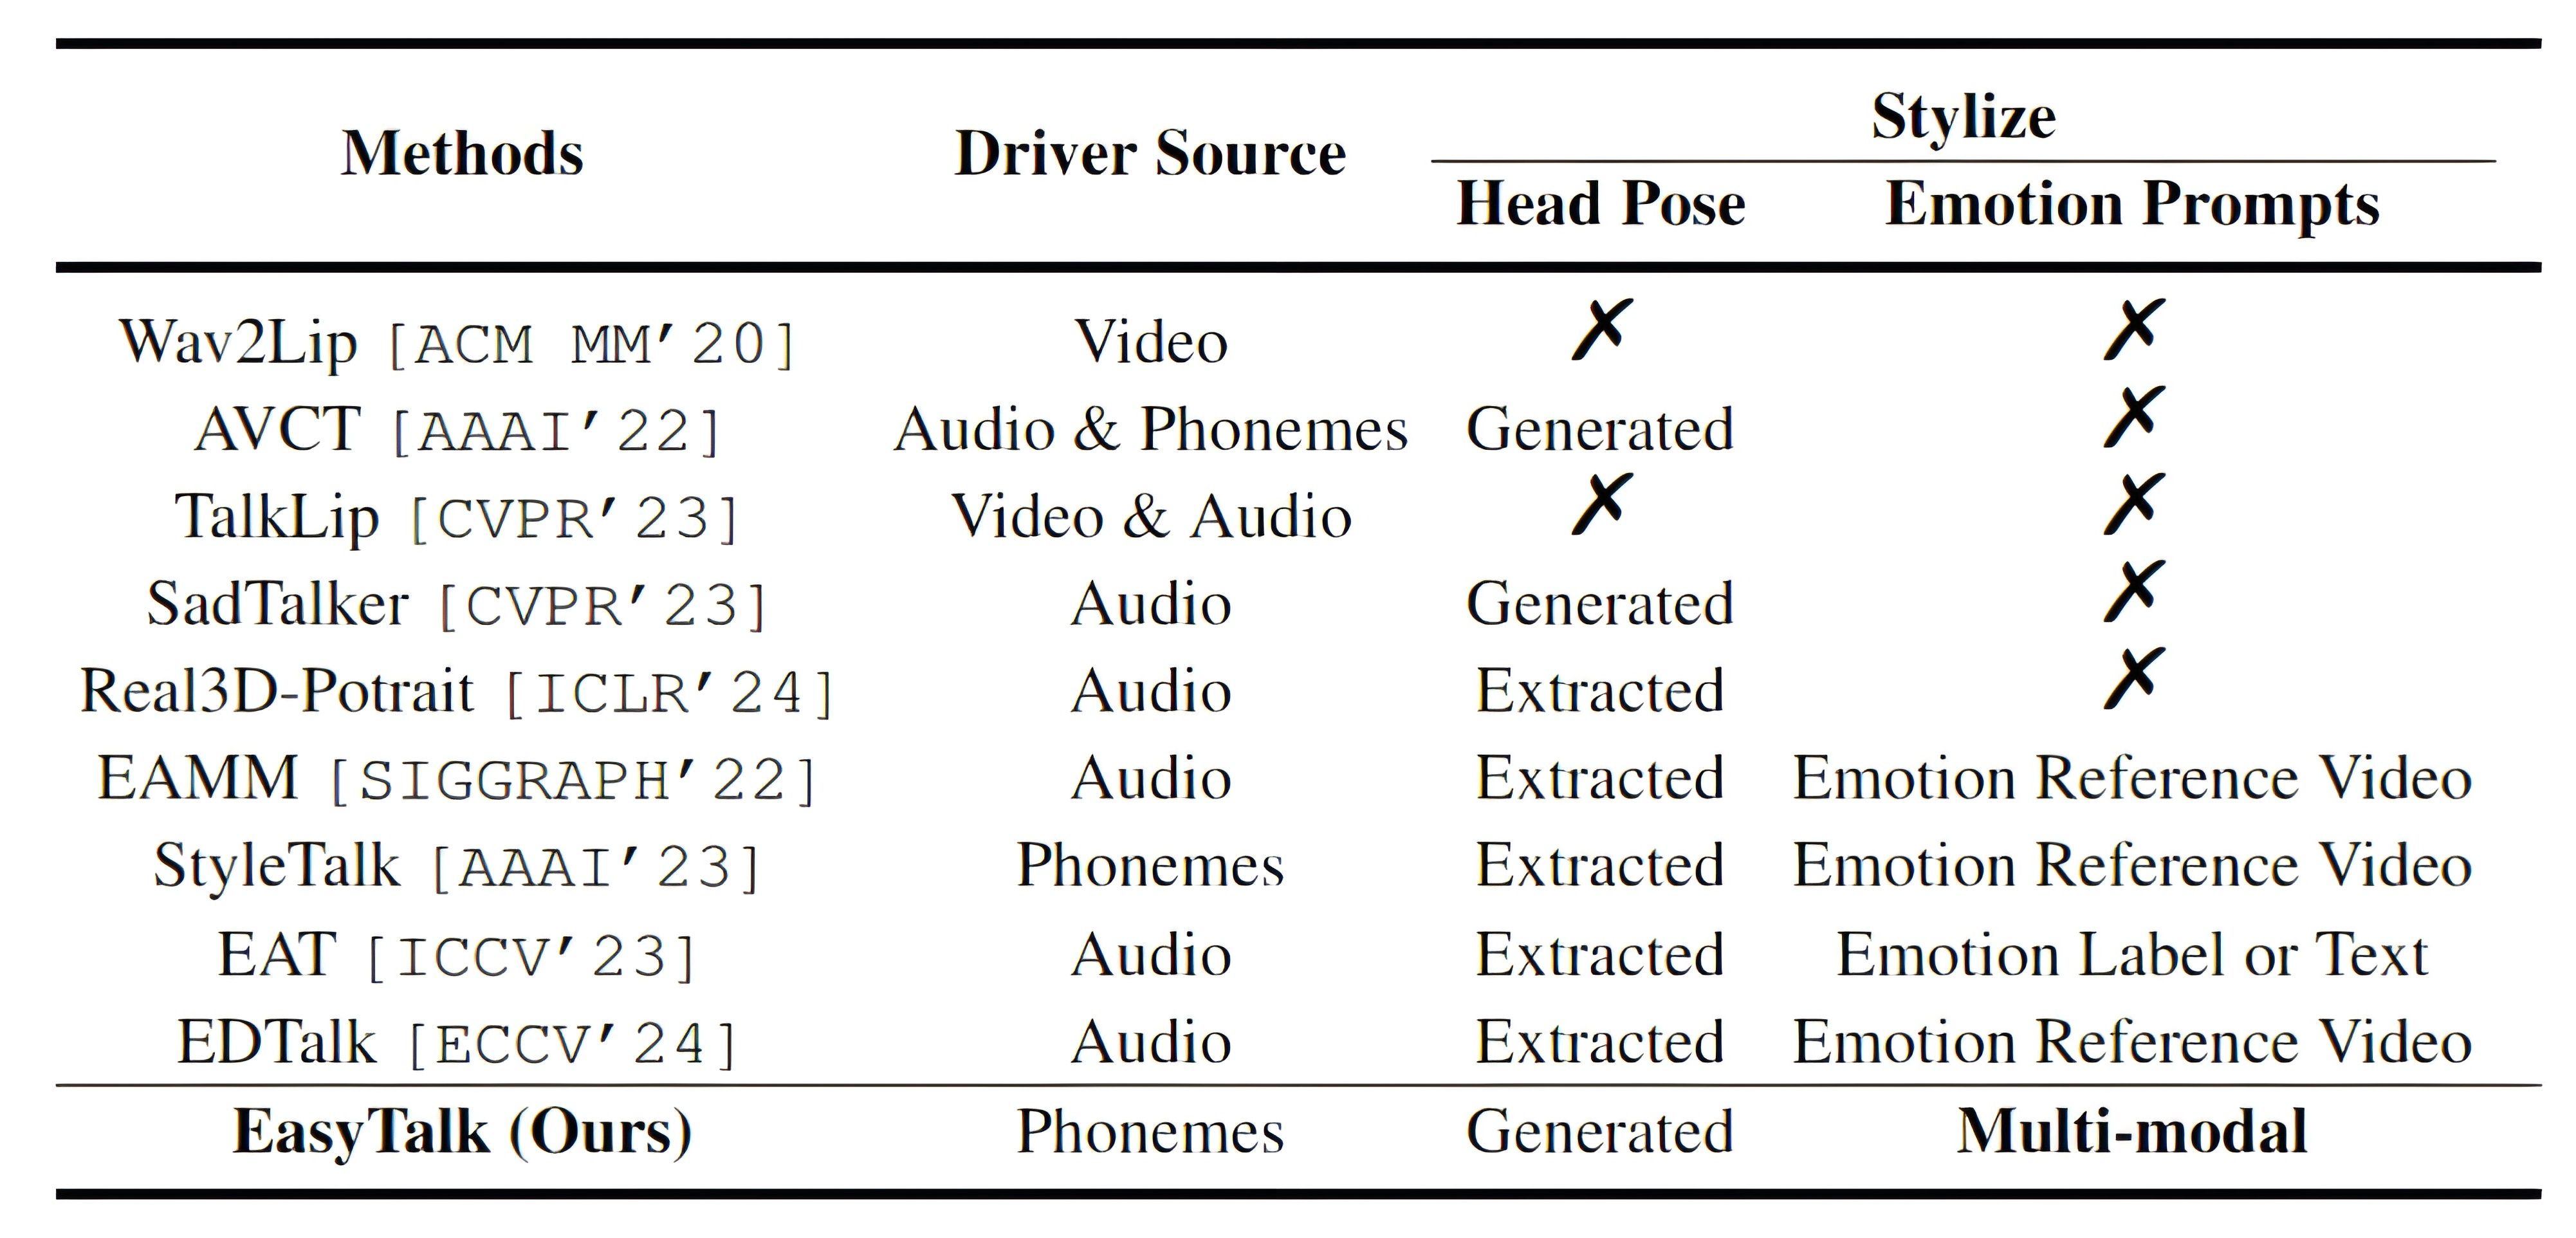 Stylize
Methods Driver Source
Head Pose Emotion Prompts
Wav2Lip [ACM MM'20] Video ✗ ✗
AVCT [AAAI'22] Audio & Phonemes Generated ✗
TalkLip [CVPR'23] Video & Audio ✗ ✗
SadTalker [CVPR'23] Audio Generated ✗
Real3D-Potrait [ICLR'24] Audio Extracted ✗
EAMM [SIGGRAPH'22] Audio Extracted Emotion Reference Video
StyleTalk [AAAI'23] Phonemes Extracted Emotion Reference Video
EAT [ICCV'23] Audio Extracted Emotion Label or Text
EDTalk [ECCV'24] Audio Extracted Emotion Reference Video
EasyTalk (Ours) Phonemes Generated Multi-modal